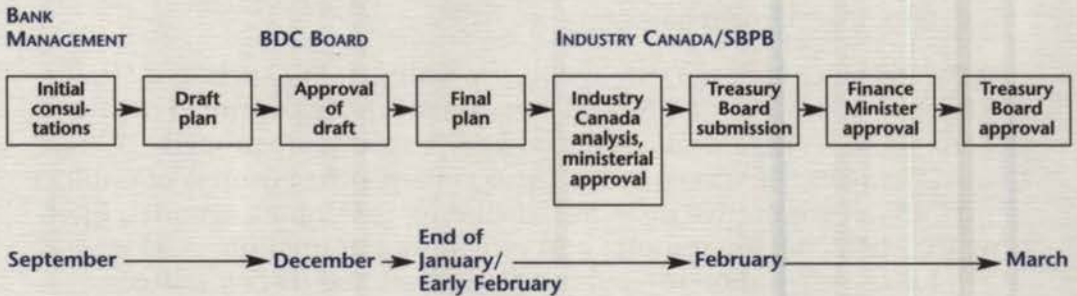 BANK
MANAGEMENT
BDC BOARD
INDUSTRY CANADA/SBPB
Initial
consul-
tations
Draft
plan
Approval
of
draft
Final
plan
Industry
Canada
analysis,
ministerial
approval
Treasury
Board
submission
Finance
Minister
approval
Treasury
Board
approval
September
December
End of
January/
Early February
February
March